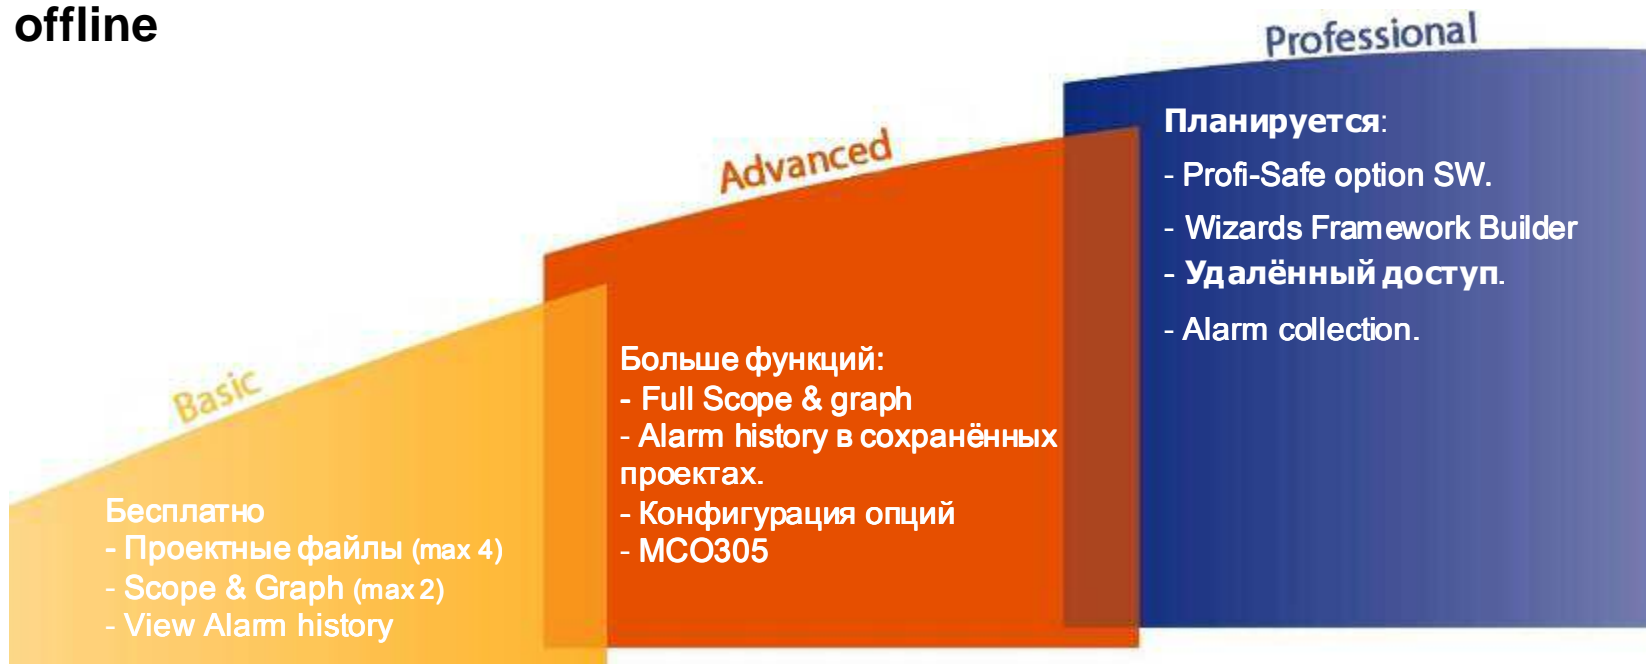 offline
Basic
Бесплатно
- Проектные файлы (max 4)
- Scope & Graph (max 2)
- View Alarm history
Advanced
Больше функций:
- Full Scope & graph
- Alarm history в сохранённых
проектах.
- Конфигурация опций
- MCO305
Professional
Планируется:
- Profi-Safe option SW.
- Wizards Framework Builder
- Удалённый доступ.
- Alarm collection.